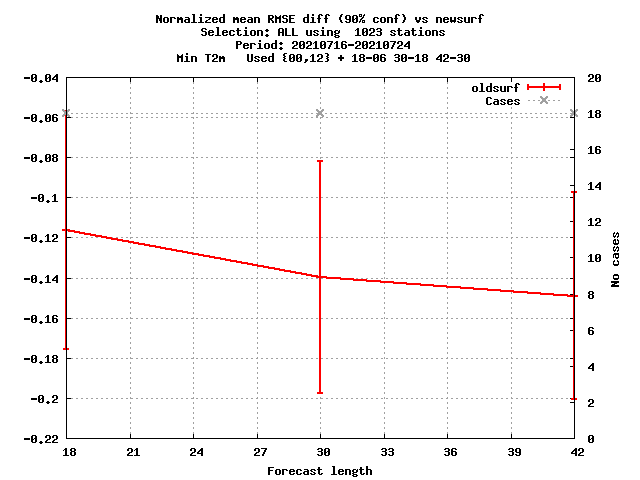 Normalized mean RMSE diff (90% conf) vs newsurf
Selection: ALL using  1023 stations
Period: 20210716-20210724
Min T2m   Used {00,12} + 18-06 30-18 42-30
oldsurf
Cases
-0.04
-0.06
-0.08
-0.1
-0.12
-0.14
-0.16
-0.18
-0.2
-0.22
20
18
16
14
12
10
8
6
4
2
0
No cases
18 21 24 27 30 33 36 39 42
Forecast length